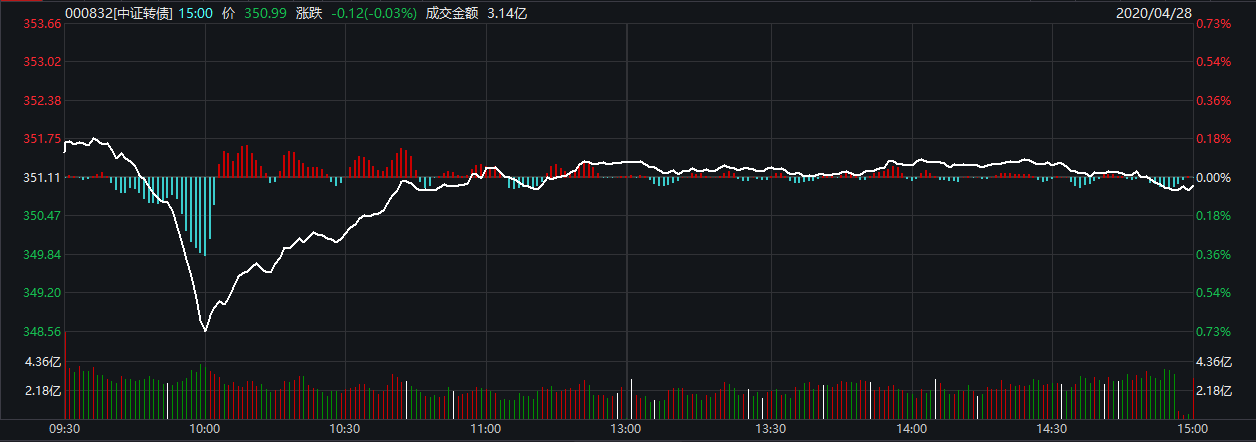 000832[中证转债] 15:00 价 350.99 涨跌 -0.12(-0.03%) 成交金额 3.14亿 2020/04/28
353.66 0.73%
353.02 0.54%
352.38 0.36%
351.75 0.18%
351.11 0.00%
350.47 0.18%
349.84 0.36%
349.20 0.54%
348.56 0.73%
4.36亿 4.36亿
2.18亿 2.18亿
09:30 10:00 10:30 11:00 13:00 13:30 14:00 14:30 15:00